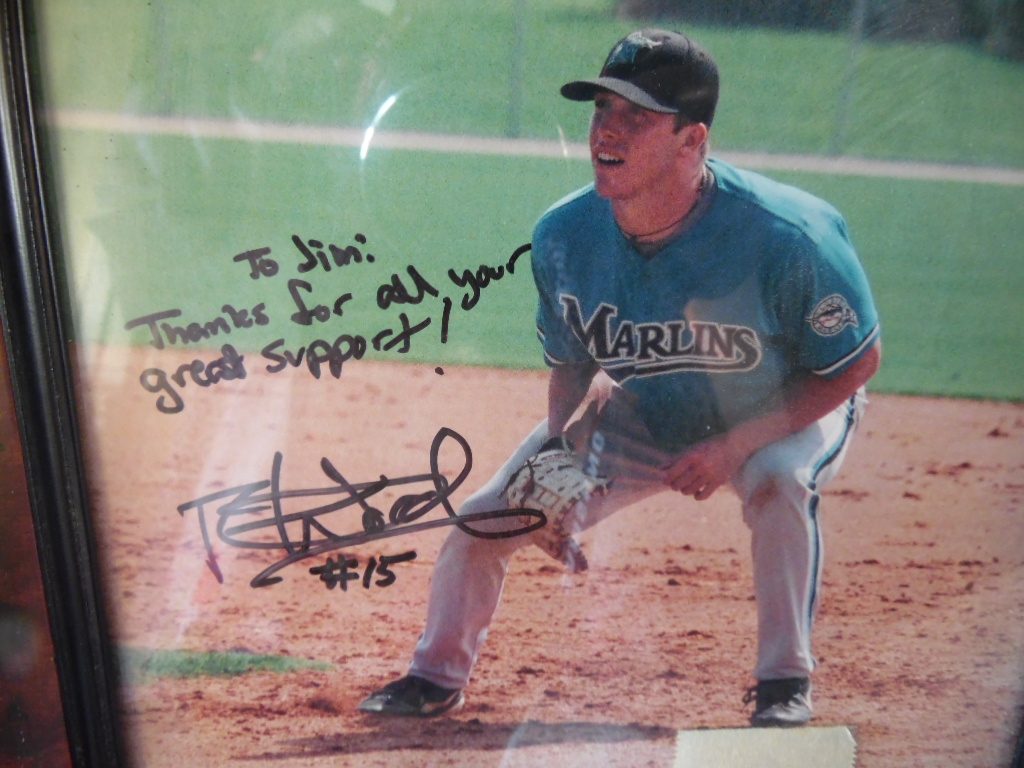 To Jim:
Thanks for all your
great support!
#15
MARLINS